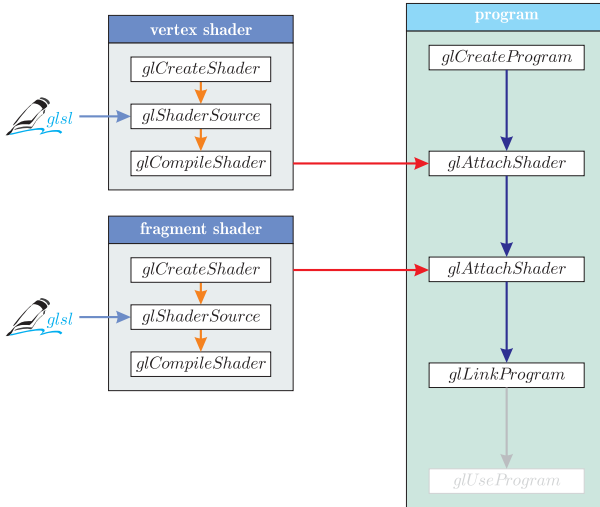 vertex shader
glCreateShader
glsl
glShaderSource
glCompileShader
fragment shader
glCreateShader
glsl
glShaderSource
glCompileShader
program
glCreateProgram
glAttachShader
glAttachShader
glLinkProgram
glUseProgram